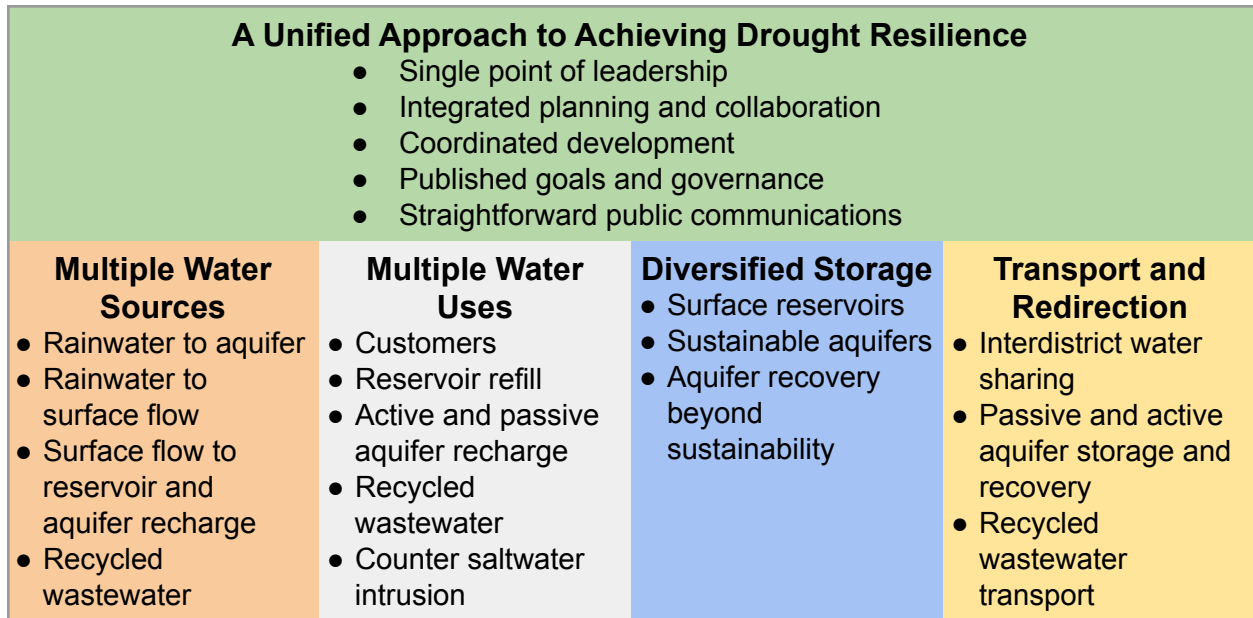 A Unified Approach to Achieving Drought Resilience
● Single point of leadership
● Integrated planning and collaboration
● Coordinated development
● Published goals and governance
● Straightforward public communications
Multiple Water
Sources
● Rainwater to aquifer
● Rainwater to
surface flow
● Surface flow to
reservoir and
aquifer recharge
● Recycled
wastewater
Multiple Water
Uses
● Customers
● Reservoir refill
● Active and passive
aquifer recharge
● Recycled
wastewater
● Counter saltwater
intrusion
Diversified Storage
● Surface reservoirs
● Sustainable aquifers
● Aquifer recovery
beyond
sustainability
Transport and
Redirection
● Interdistrict water
sharing
● Passive and active
aquifer storage and
recovery
● Recycled
wastewater
transport